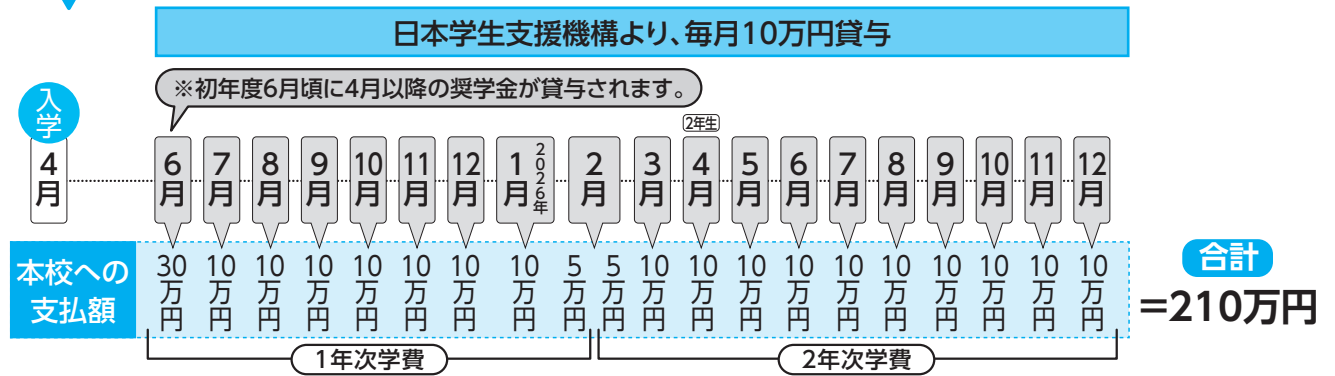 日本学生支援機構より、毎月10万円貸与
※初年度6月頃に4月以降の奨学金が貸与されます。
入学
2年生
4月 6月 7月 8月 9月 10月 11月 12月 1月 2026年 2月 3月 4月 5月 6月 7月 8月 9月 10月 11月 12月
本校への支払額
30万円 10万円 10万円 10万円 10万円 10万円 10万円 10万円 5万円 5万円 10万円 10万円 10万円 10万円 10万円 10万円 10万円 10万円 10万円 10万円
合計
=210万円
1年次学費 2年次学費